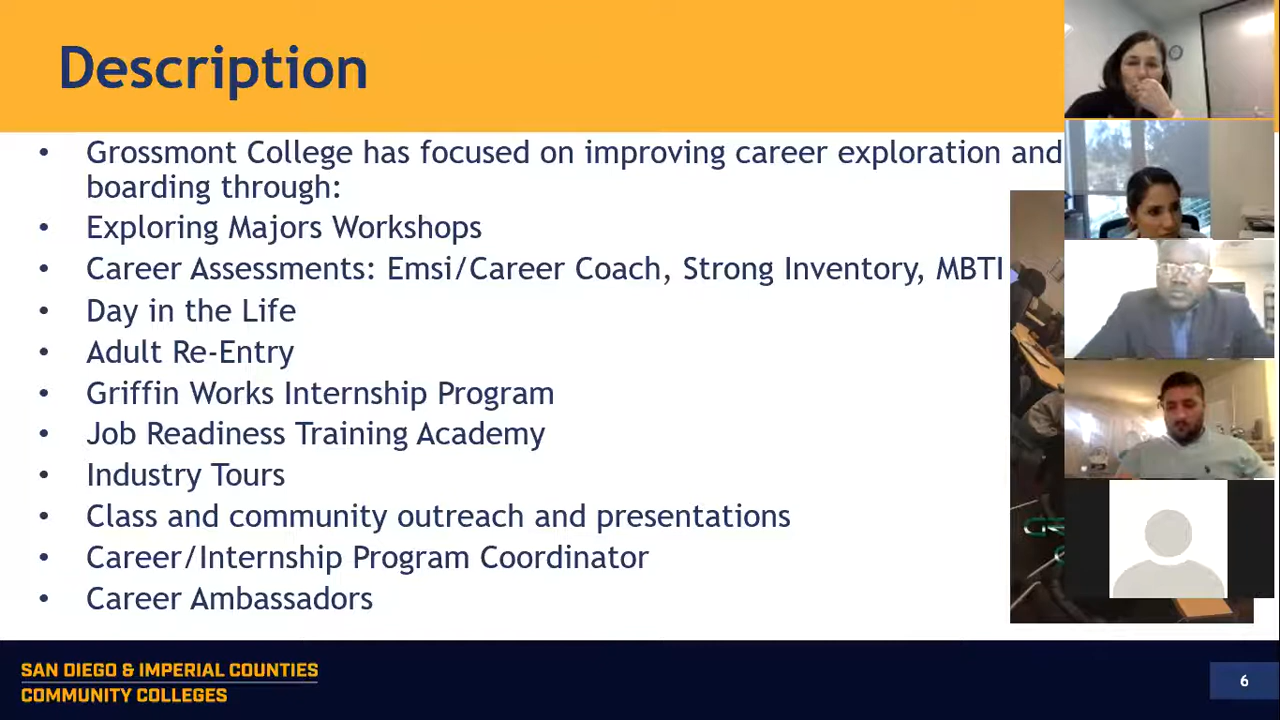 Description
• Grossmont College has focused on improving career exploration and
boarding through:
• Exploring Majors Workshops
• Career Assessments: Emsi/Career Coach, Strong Inventory, MBTI
• Day in the Life
• Adult Re-Entry
• Griffin Works Internship Program
• Job Readiness Training Academy
• Industry Tours
• Class and community outreach and presentations
• Career/Internship Program Coordinator
• Career Ambassadors
SAN DIEGO & IMPERIAL COUNTIES
COMMUNITY COLLEGES
6